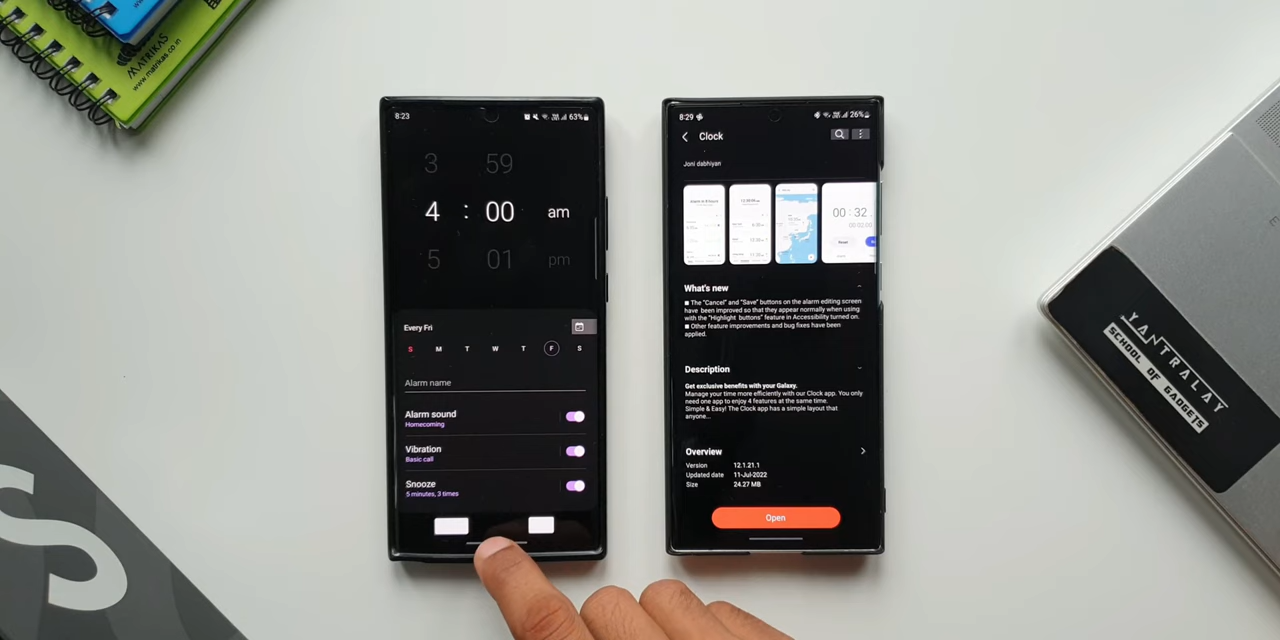 MATRIKAS
www.matrikas.co.in
8:23
63%
3 59
4 : 00 am
5 01 pm
Every Fri
S M T W T F S
Alarm name
Alarm sound
Homecoming
Vibration
Basic call
Snooze
5 minutes, 3 times
8:29
26%
Clock
Joni dabhiyan
00 : 32
What's new
■ The "Cancel" and "Save" buttons on the alarm editing screen
have been improved so that they appear normally when using
with the "Highlight buttons" feature in Accessibility turned on.
■ Other feature improvements and bug fixes have been
applied.
Description
Get exclusive benefits with your Galaxy.
Manage your time more efficiently with our Clock app. You only
need one app to enjoy 4 features at the same time.
Simple & Easy! The Clock app has a simple layout that
anyone...
Overview
Version 12.1.21.1
Updated date 11-Jul-2022
Size 24.27 MB
Open
YANTRALAY
SCHOOL OF GADGETS
S